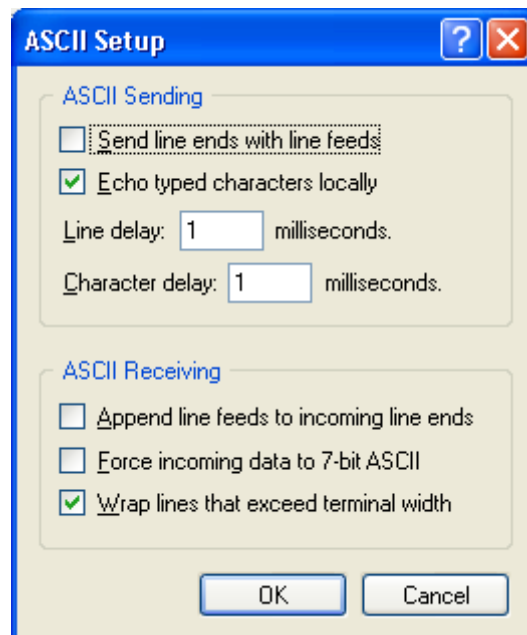 ASCII Setup
ASCII Sending
Send line ends with line feeds
Echo typed characters locally
Line delay: 1 milliseconds.
Character delay: 1 milliseconds.
ASCII Receiving
Append line feeds to incoming line ends
Force incoming data to 7-bit ASCII
Wrap lines that exceed terminal width
OK Cancel